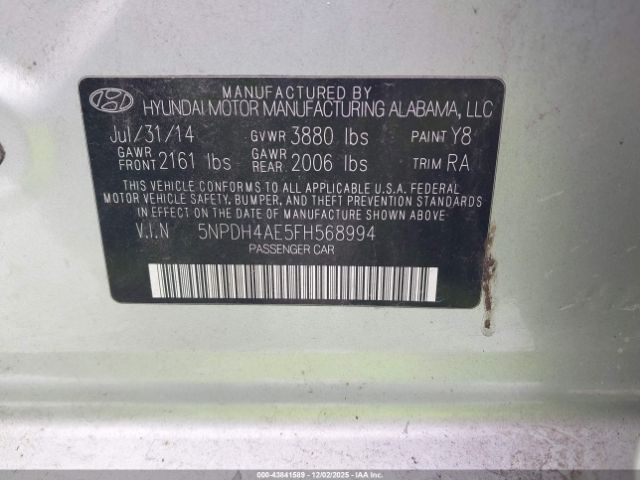 MANUFACTURED BY
HYUNDAI MOTOR MANUFACTURING ALABAMA, LLC
Jul/31/14 GVWR 3880 lbs PAINT Y8
GAWR FRONT 2161 lbs GAWR REAR 2006 lbs TRIM RA
THIS VEHICLE CONFORMS TO ALL APPLICABLE U.S.A. FEDERAL
MOTOR VEHICLE SAFETY, BUMPER, AND THEFT PREVENTION STANDARDS
IN EFFECT ON THE DATE OF MANUFACTURE SHOWN ABOVE
V.I.N 5NPDH4AE5FH568994
PASSENGER CAR
000-43841589 - 12/02/2025 - COPYRIGHT IAA, LLC.